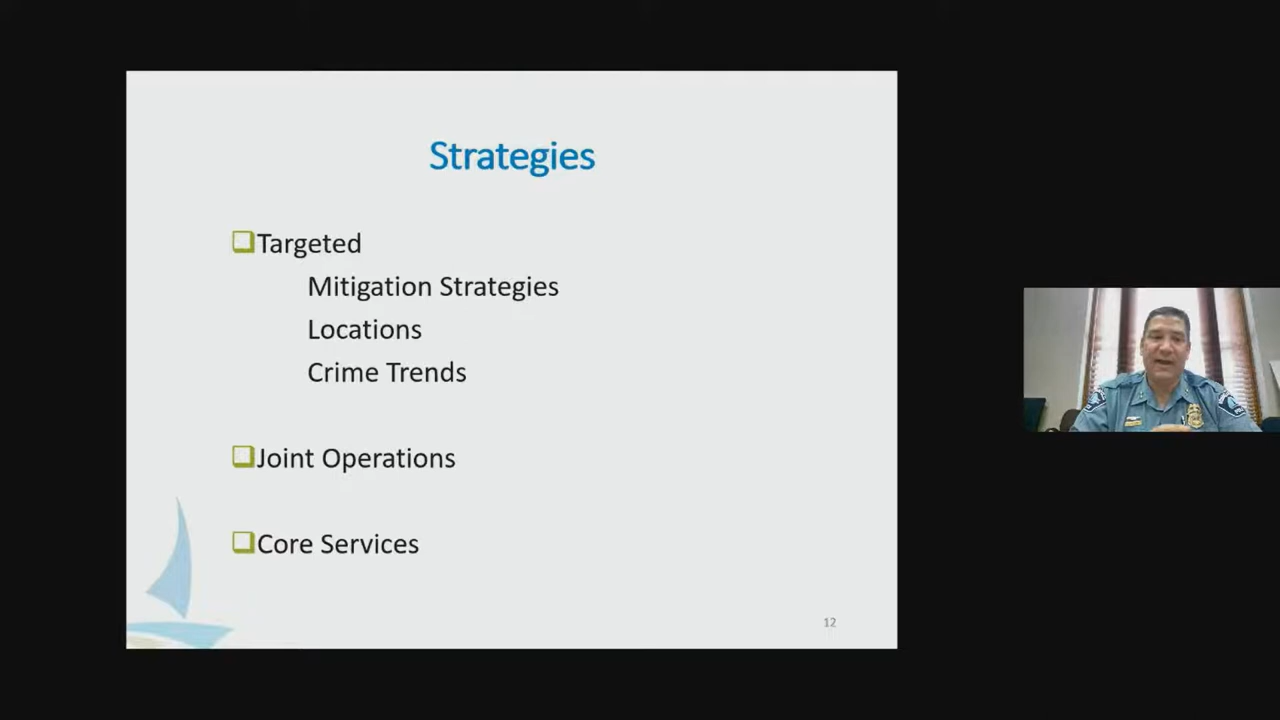 Strategies
Targeted
Mitigation Strategies
Locations
Crime Trends
Joint Operations
Core Services
12